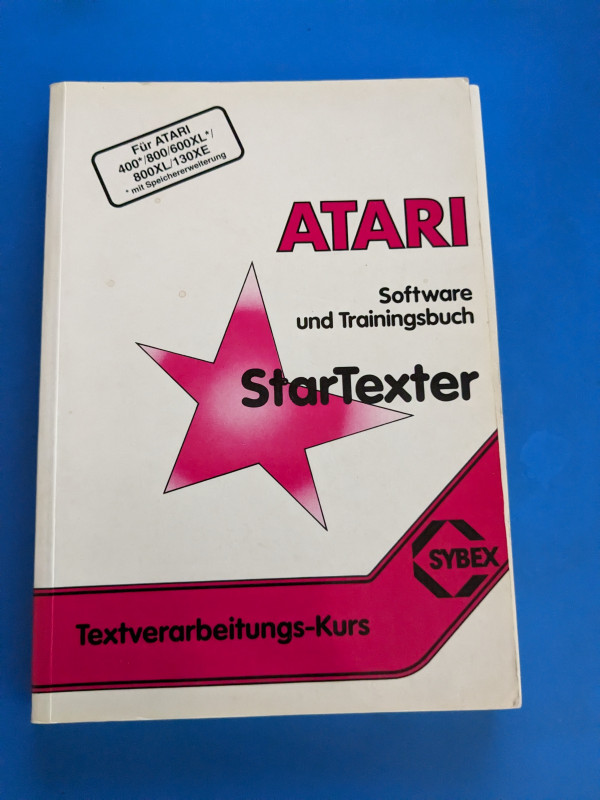 Für ATARI
400*/800/600XL*/
800XL/130XE
* mit Speichererweiterung
ATARI
Software
und Trainingsbuch
StarTexter
SYBEX
Textverarbeitungs-Kurs